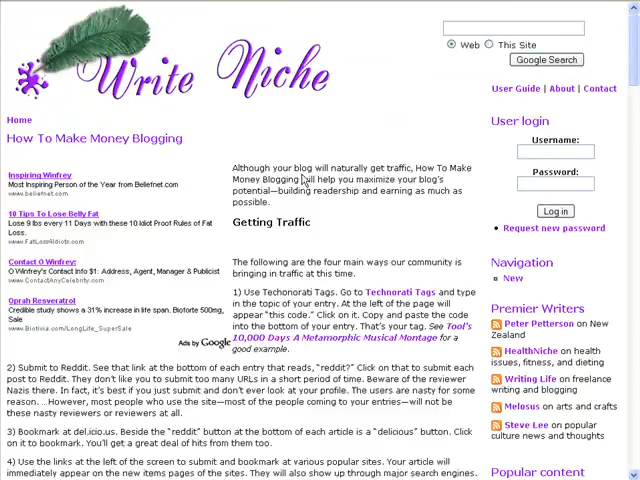 Write Niche
Web This Site
Google Search
User Guide | About | Contact
Home
How To Make Money Blogging
Inspiring Winfrey
Most Inspiring Person of the Year from Beliefnet.com
www.beliefnet.com
10 Tips To Lose Belly Fat
Lose 9 lbs every 11 Days with these 10 Idiot Proof Rules of Fat
Loss.
www.FatLoss4Idiots.com
Contact O Winfrey:
O Winfrey's Contact Info $1: Address, Agent, Manager & Publicist
www.ContactAnyCelebrity.com
Oprah Resveratrol
Credible study shows a 31% increase in life span. Bioforte 500mg,
Sale
www.Biotivia.com/LongLife_SuperSale
Ads by Google
Although your blog will naturally get traffic, How To Make
Money Blogging will help you maximize your blog's
potential—building readership and earning as much as
possible.
Getting Traffic
The following are the four main ways our community is
bringing in traffic at this time.
1) Use Techonorati Tags. Go to Technorati Tags and type
in the topic of your entry. At the left of the page will
appear "this code." Click on it. Copy and paste the code
into the bottom of your entry. That's your tag. See Tool's
10,000 Days A Metamorphic Musical Montage for a
good example.
2) Submit to Reddit. See that link at the bottom of each entry that reads, "reddit?" Click on that to submit each
post to Reddit. They don't like you to submit too many URLs in a short period of time. Beware of the reviewer
Nazis there. In fact, it's best if you just submit and don't ever look at your profile. The users are nasty for some
reason. ...However, most people who use the site—most of the people coming to your entries—will not be
these nasty reviewers or reviewers at all.
3) Bookmark at del.icio.us. Beside the "reddit" button at the bottom of each article is a "delicious" button. Click
on it to bookmark. You'll get a great deal of hits from them too.
4) Use the links at the left of the screen to submit and bookmark at various popular sites. Your article will
immediately appear on the new items pages of the sites. They will also show up through major search engines.
User login
Username:
Password:
Log in
Request new password
Navigation
New
Premier Writers
Peter Petterson on New
Zealand
HealthNiche on health
issues, fitness, and dieting
Writing Life on freelance
writing and blogging
Melosus on arts and crafts
Steve Lee on popular
culture news and thoughts
Popular content